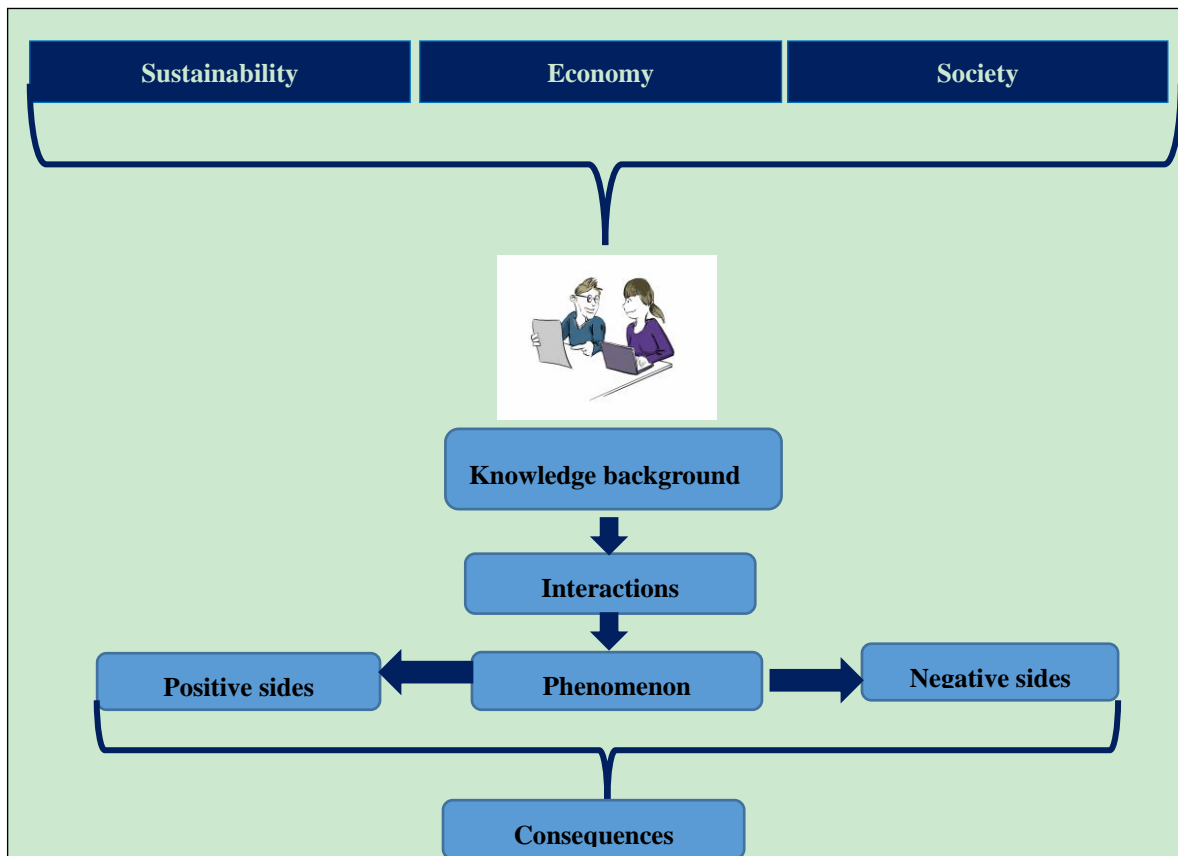 Sustainability
Economy
Society
Knowledge background
Interactions
Positive sides
Phenomenon
Negative sides
Consequences